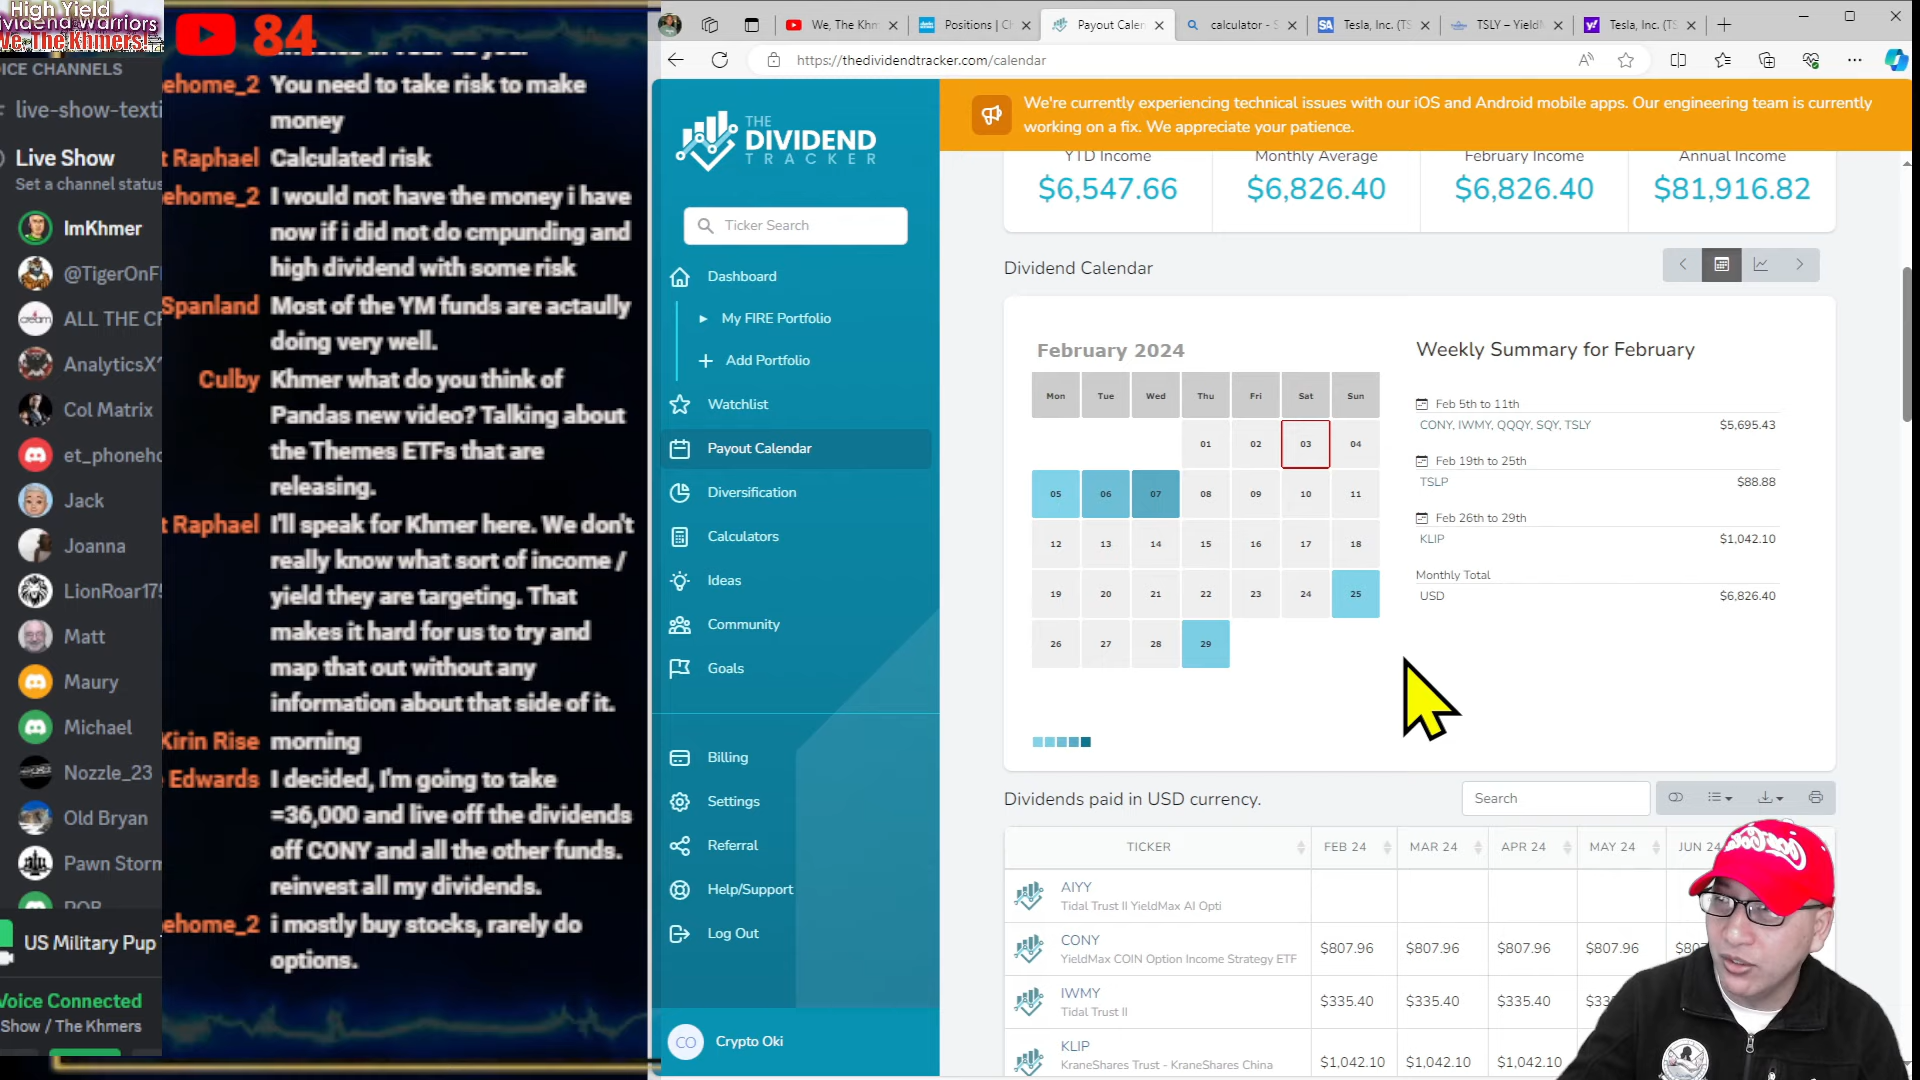 High Yield
Dividend Warriors
We, The Khmers!
OICE CHANNELS
live-show-texti
Live Show
Set a channel status
ImKhmer
@TigerOnFI
ALL THE CR
AnalyticsX
Col Matrix
et_phoneho
Jack
Joanna
LionRoar175
Matt
Maury
Michael
Nozzle_23
Old Bryan
Pawn Storm
US Military Pup
Voice Connected
Show / The Khmers
84
ehome_2 You need to take risk to make
money
t Raphael Calculated risk
ehome_2 I would not have the money i have
now if i did not do cmpunding and
high dividend with some risk
Spanland Most of the YM funds are actaully
doing very well.
Culby Khmer what do you think of
Pandas new video? Talking about
the Themes ETFs that are
releasing.
t Raphael I'll speak for Khmer here. We don't
really know what sort of income /
yield they are targeting. That
makes it hard for us to try and
map that out without any
information about that side of it.
Kirin Rise morning
Edwards I decided, I'm going to take
=36,000 and live off the dividends
off CONY and all the other funds.
reinvest all my dividends.
ehome_2 i mostly buy stocks, rarely do
options.
We, The Khm
Positions | Ch
Payout Calen
calculator - S
Tesla, Inc. (TS
TSLY – YieldM
Tesla, Inc. (TS
https://thedividendtracker.com/calendar
THE
DIVIDEND
TRACKER
Ticker Search
Dashboard
My FIRE Portfolio
Add Portfolio
Watchlist
Payout Calendar
Diversification
Calculators
Ideas
Community
Goals
Billing
Settings
Referral
Help/Support
Log Out
CO Crypto Oki
We're currently experiencing technical issues with our iOS and Android mobile apps. Our engineering team is currently
working on a fix. We appreciate your patience.
YTD Income Monthly Average February Income Annual Income
$6,547.66 $6,826.40 $6,826.40 $81,916.82
Dividend Calendar
February 2024
Mon Tue Wed Thu Fri Sat Sun
01 02 03 04
05 06 07 08 09 10 11
12 13 14 15 16 17 18
19 20 21 22 23 24 25
26 27 28 29
Weekly Summary for February
Feb 5th to 11th
CONY, IWMY, QQQY, SQY, TSLY $5,695.43
Feb 19th to 25th
TSLP $88.88
Feb 26th to 29th
KLIP $1,042.10
Monthly Total
USD $6,826.40
Dividends paid in USD currency.
Search
TICKER FEB 24 MAR 24 APR 24 MAY 24 JUN 24
AIYY
Tidal Trust II YieldMax AI Opti
CONY $807.96 $807.96 $807.96 $807.96 $807
YieldMax COIN Option Income Strategy ETF
IWMY $335.40 $335.40 $335.40 $33
Tidal Trust II
KLIP $1,042.10 $1,042.10 $1,042.10
KraneShares Trust - KraneShares China